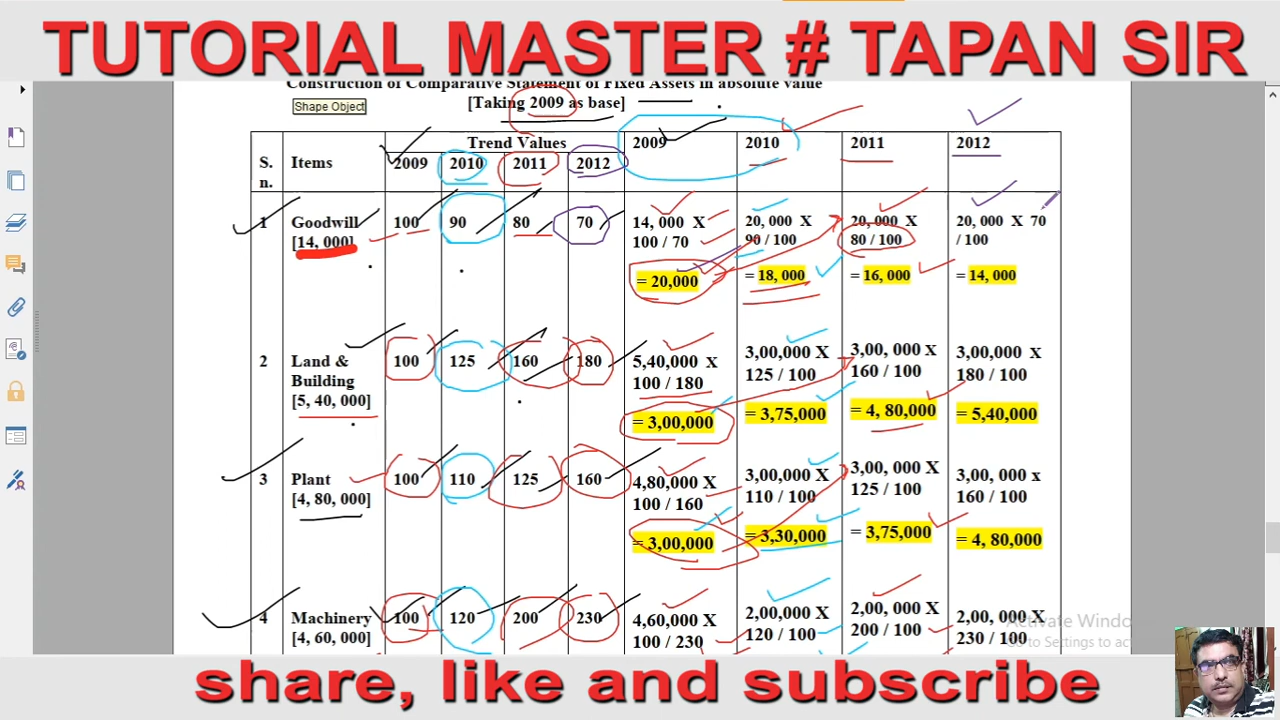 TUTORIAL MASTER # TAPAN SIR
Construction of Comparative Statement of Fixed Assets in absolute value
[Taking 2009 as base]
Shape Object
S. n. Items Trend Values 2009 2010 2011 2012
2009 2010 2011 2012
1 Goodwill 100 90 80 70 14, 000 X 20, 000 X 20, 000 X 20, 000 X 70
[14, 000] 100 / 70 90 / 100 80 / 100 / 100
= 20,000 = 18, 000 = 16, 000 = 14, 000
2 Land & 100 125 160 180 5,40,000 X 3,00,000 X 3,00, 000 X 3,00,000 X
Building 100 / 180 125 / 100 160 / 100 180 / 100
[5, 40, 000] = 3,00,000 = 3,75,000 = 4, 80,000 = 5,40,000
3 Plant 100 110 125 160 4,80,000 X 3,00,000 X 3,00, 000 X 3,00, 000 x
[4, 80, 000] 100 / 160 110 / 100 125 / 100 160 / 100
= 3,00,000 = 3,30,000 = 3,75,000 = 4, 80,000
4 Machinery 100 120 200 230 4,60,000 X 2,00,000 X 2,00, 000 X 2,00, 000 X
[4, 60, 000] 100 / 230 120 / 100 200 / 100 230 / 100
Activate Windo
Go to Settings to act
share, like and subscribe